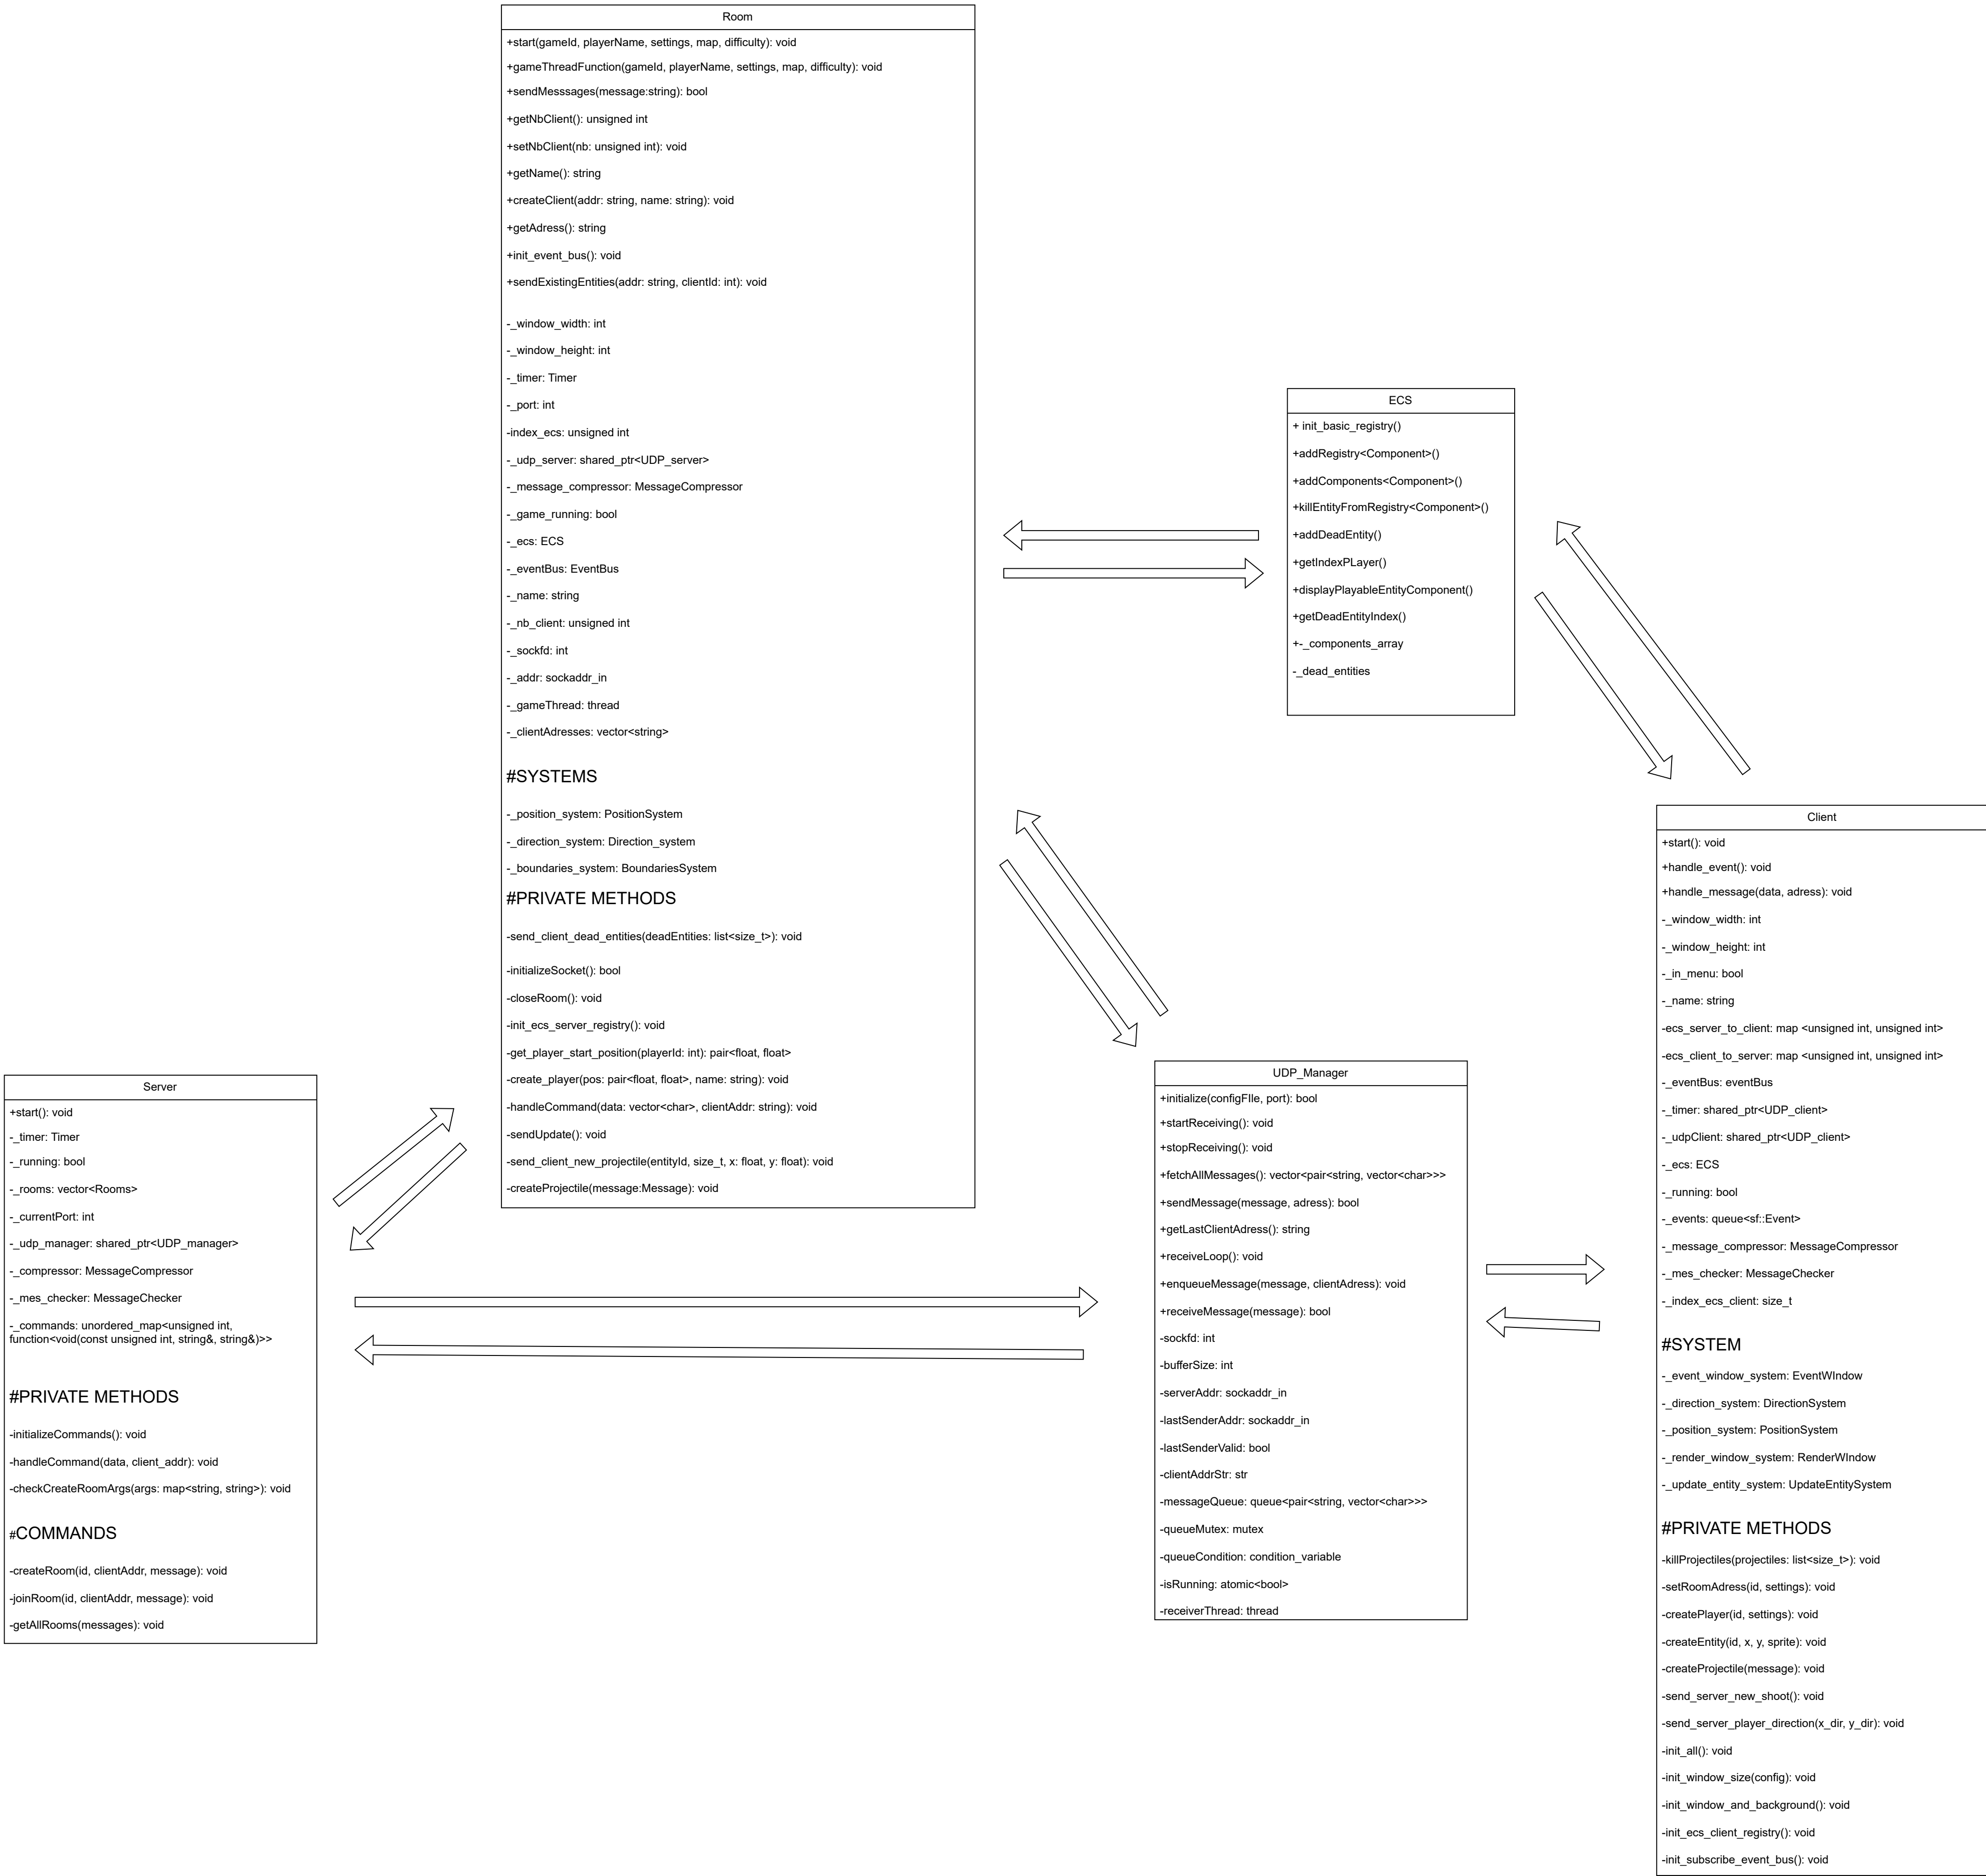 Room
+start(gameId, playerName, settings, map, difficulty): void
+gameThreadFunction(gameId, playerName, settings, map, difficulty): void
+sendMesssages(message:string): bool
+getNbClient(): unsigned int
+setNbClient(nb: unsigned int): void
+getName(): string
+createClient(addr: string, name: string): void
+getAdress(): string
+init_event_bus(): void
+sendExistingEntities(addr: string, clientId: int): void
-_window_width: int
-_window_height: int
-_timer: Timer
-_port: int
-index_ecs: unsigned int
-_udp_server: shared_ptr<UDP_server>
-_message_compressor: MessageCompressor
-_game_running: bool
-_ecs: ECS
-_eventBus: EventBus
-_name: string
-_nb_client: unsigned int
-_sockfd: int
-_addr: sockaddr_in
-_gameThread: thread
-_clientAdresses: vector<string>
#SYSTEMS
-_position_system: PositionSystem
-_direction_system: Direction_system
-_boundaries_system: BoundariesSystem
#PRIVATE METHODS
-send_client_dead_entities(deadEntities: list<size_t>): void
-initializeSocket(): bool
-closeRoom(): void
-init_ecs_server_registry(): void
-get_player_start_position(playerId: int): pair<float, float>
-create_player(pos: pair<float, float>, name: string): void
-handleCommand(data: vector<char>, clientAddr: string): void
-sendUpdate(): void
-send_client_new_projectile(entityId, size_t, x: float, y: float): void
-createProjectile(message:Message): void
ECS
+ init_basic_registry()
+addRegistry<Component>()
+addComponents<Component>()
+killEntityFromRegistry<Component>()
+addDeadEntity()
+getIndexPLayer()
+displayPlayableEntityComponent()
+getDeadEntityIndex()
+-_components_array
-_dead_entities
Server
+start(): void
-_timer: Timer
-_running: bool
-_rooms: vector<Rooms>
-_currentPort: int
-_udp_manager: shared_ptr<UDP_manager>
-_compressor: MessageCompressor
-_mes_checker: MessageChecker
-_commands: unordered_map<unsigned int,
function<void(const unsigned int, string&, string&)>>
#PRIVATE METHODS
-initializeCommands(): void
-handleCommand(data, client_addr): void
-checkCreateRoomArgs(args: map<string, string>): void
#COMMANDS
-createRoom(id, clientAddr, message): void
-joinRoom(id, clientAddr, message): void
-getAllRooms(messages): void
UDP_Manager
+initialize(configFIle, port): bool
+startReceiving(): void
+stopReceiving(): void
+fetchAllMessages(): vector<pair<string, vector<char>>>
+sendMessage(message, adress): bool
+getLastClientAdress(): string
+receiveLoop(): void
+enqueueMessage(message, clientAdress): void
+receiveMessage(message): bool
-sockfd: int
-bufferSize: int
-serverAddr: sockaddr_in
-lastSenderAddr: sockaddr_in
-lastSenderValid: bool
-clientAddrStr: str
-messageQueue: queue<pair<string, vector<char>>>
-queueMutex: mutex
-queueCondition: condition_variable
-isRunning: atomic<bool>
-receiverThread: thread
Client
+start(): void
+handle_event(): void
+handle_message(data, adress): void
-_window_width: int
-_window_height: int
-_in_menu: bool
-_name: string
-ecs_server_to_client: map <unsigned int, unsigned int>
-ecs_client_to_server: map <unsigned int, unsigned int>
-_eventBus: eventBus
-_timer: shared_ptr<UDP_client>
-_udpClient: shared_ptr<UDP_client>
-_ecs: ECS
-_running: bool
-_events: queue<sf::Event>
-_message_compressor: MessageCompressor
-_mes_checker: MessageChecker
-_index_ecs_client: size_t
#SYSTEM
-_event_window_system: EventWIndow
-_direction_system: DirectionSystem
-_position_system: PositionSystem
-_render_window_system: RenderWIndow
-_update_entity_system: UpdateEntitySystem
#PRIVATE METHODS
-killProjectiles(projectiles: list<size_t>): void
-setRoomAdress(id, settings): void
-createPlayer(id, settings): void
-createEntity(id, x, y, sprite): void
-createProjectile(message): void
-send_server_new_shoot(): void
-send_server_player_direction(x_dir, y_dir): void
-init_all(): void
-init_window_size(config): void
-init_window_and_background(): void
-init_ecs_client_registry(): void
-init_subscribe_event_bus(): void